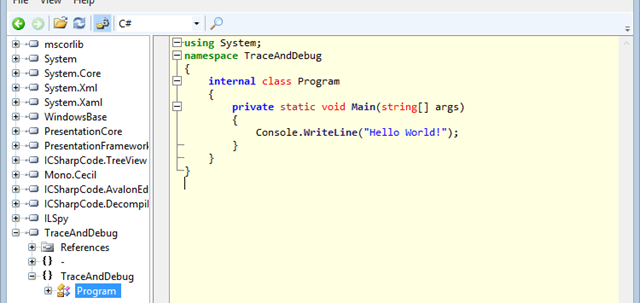 File View Help
C#
mscorlib
System
System.Core
System.Xml
System.Xaml
WindowsBase
PresentationCore
PresentationFramework
ICSharpCode.TreeView
Mono.Cecil
ICSharpCode.AvalonEd
ICSharpCode.Decompil
ILSpy
TraceAndDebug
References
{} -
{} TraceAndDebug
Program
using System;
namespace TraceAndDebug
{
internal class Program
{
private static void Main(string[] args)
{
Console.WriteLine("Hello World!");
}
}
}